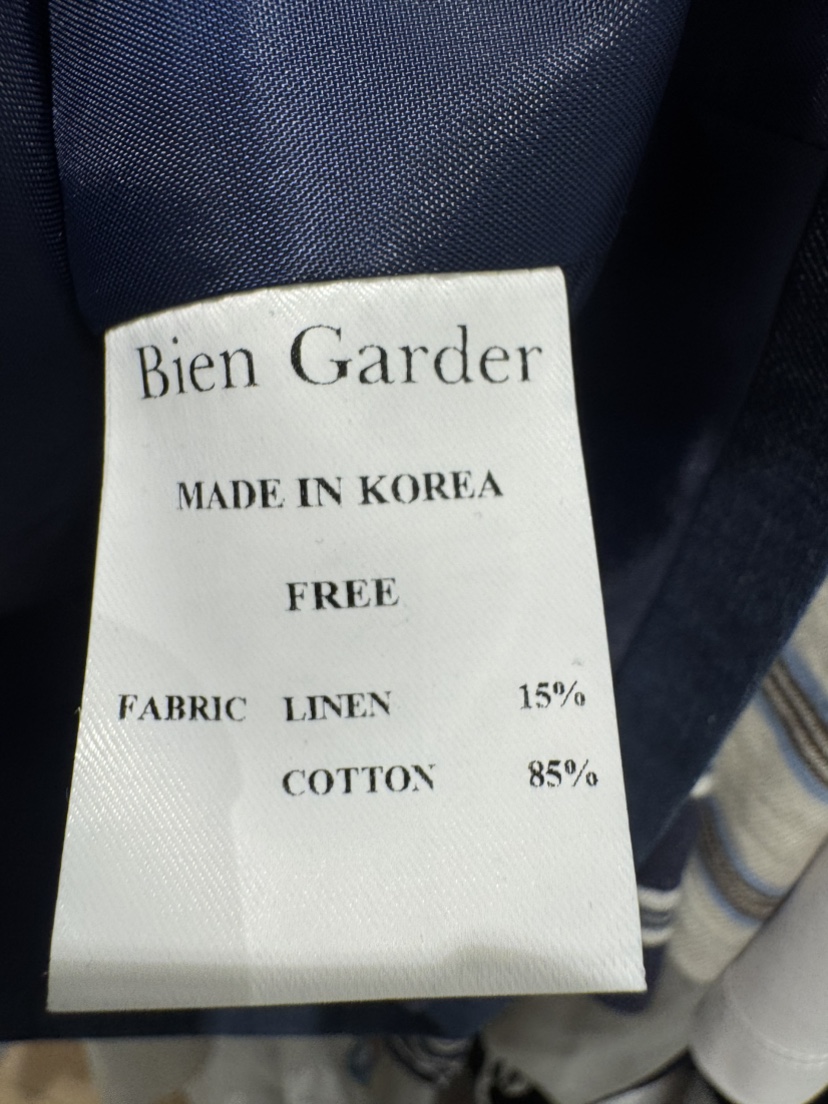 Bien Garder
MADE IN KOREA
FREE
FABRIC LINEN 15%
COTTON 85%